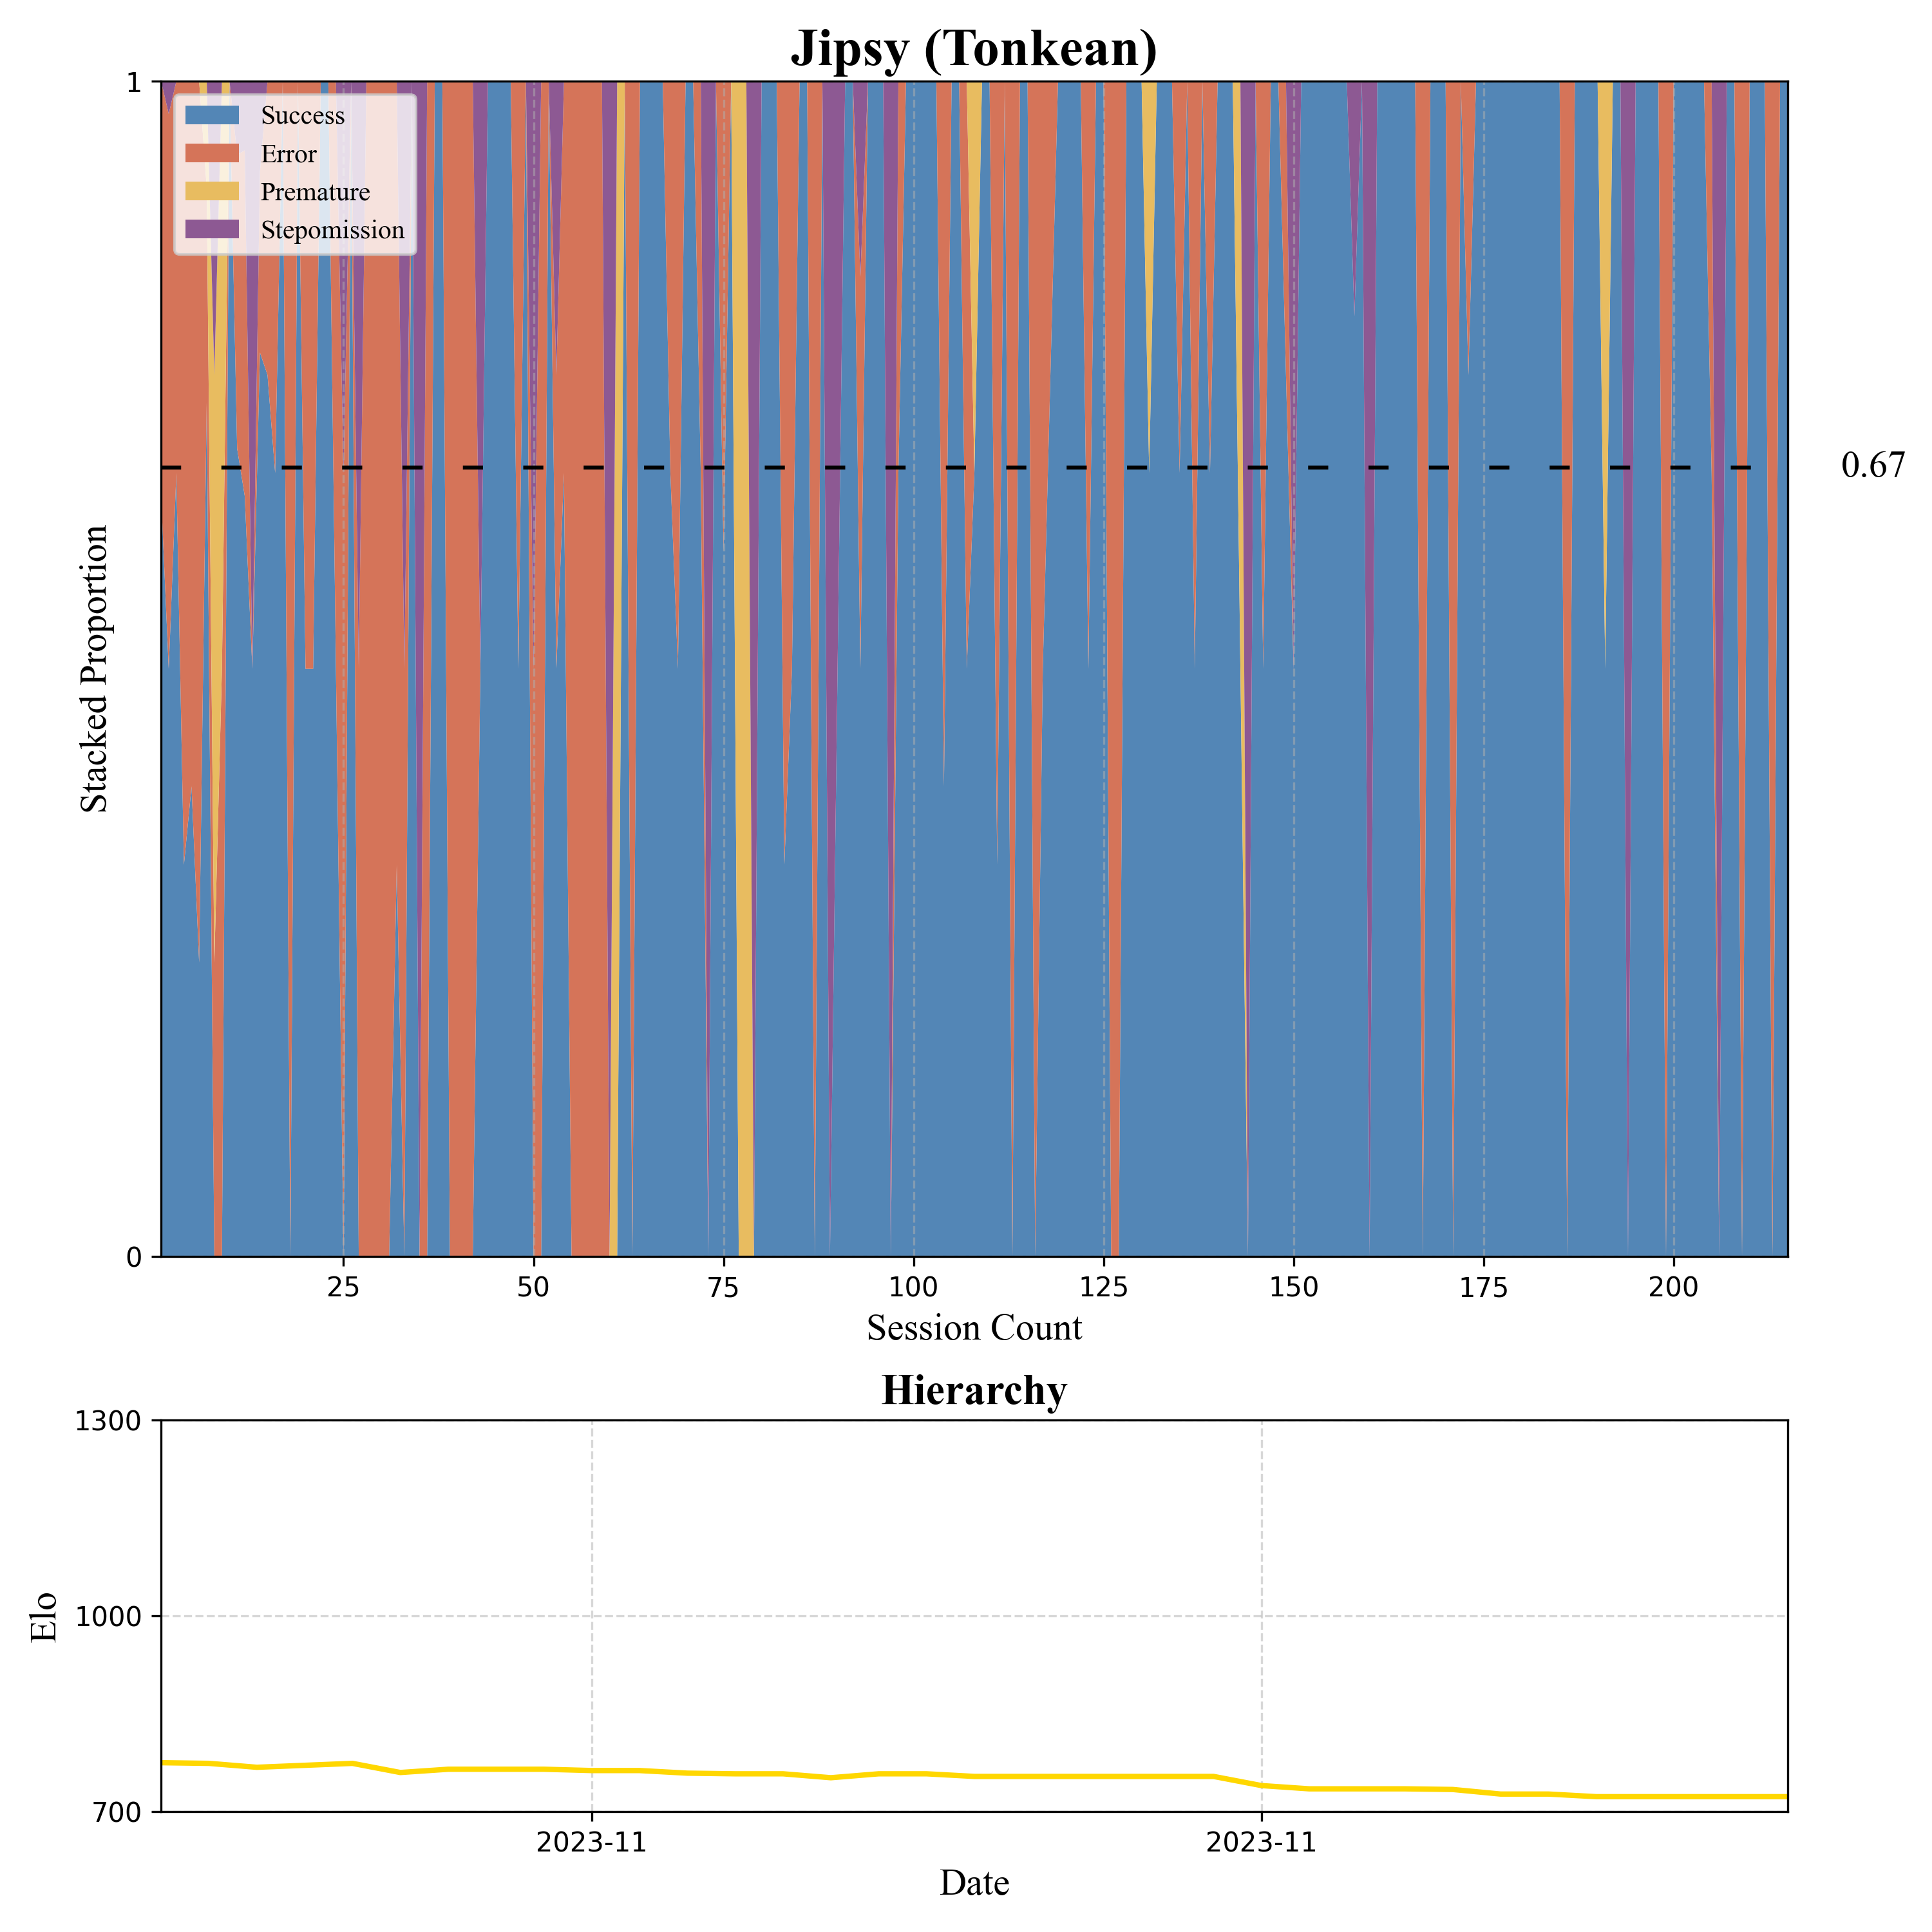 Jipsy (Tonkean)
1
Success
Error
Premature
Stepomission
0.67
Stacked Proportion
0
25 50 75 100 125 150 175 200
Session Count
Hierarchy
1300
1000
700
Elo
2023-11 2023-11
Date